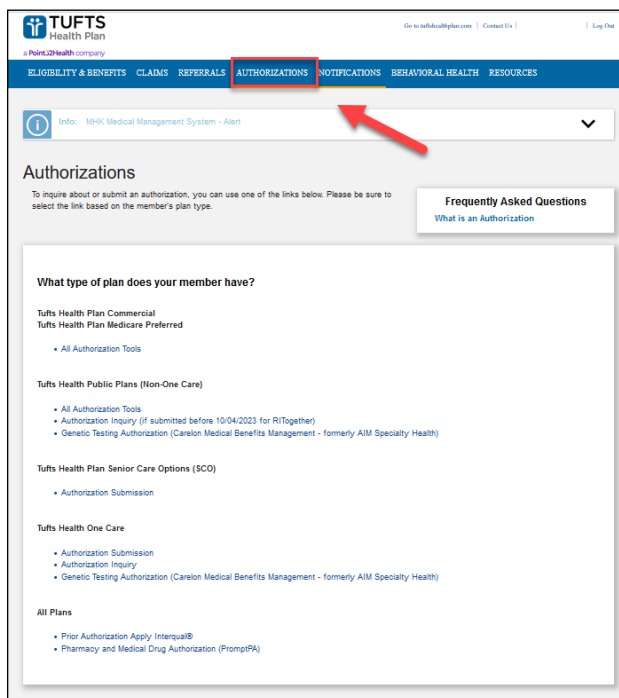 TUFTS
Health Plan
a Point32Health company
Go to tuftshealthplan.com | Contact Us | | Log Out
ELIGIBILITY & BENEFITS CLAIMS REFERRALS AUTHORIZATIONS NOTIFICATIONS BEHAVIORAL HEALTH RESOURCES
Info: MHK Medical Management System - Alert
Authorizations
To inquire about or submit an authorization, you can use one of the links below. Please be sure to
select the link based on the member's plan type.
Frequently Asked Questions
What is an Authorization
What type of plan does your member have?
Tufts Health Plan Commercial
Tufts Health Plan Medicare Preferred
• All Authorization Tools
Tufts Health Public Plans (Non-One Care)
• All Authorization Tools
• Authorization Inquiry (if submitted before 10/04/2023 for RITogether)
• Genetic Testing Authorization (Carelon Medical Benefits Management - formerly AIM Specialty Health)
Tufts Health Plan Senior Care Options (SCO)
• Authorization Submission
Tufts Health One Care
• Authorization Submission
• Authorization Inquiry
• Genetic Testing Authorization (Carelon Medical Benefits Management - formerly AIM Specialty Health)
All Plans
• Prior Authorization Apply Interqual®
• Pharmacy and Medical Drug Authorization (PromptPA)